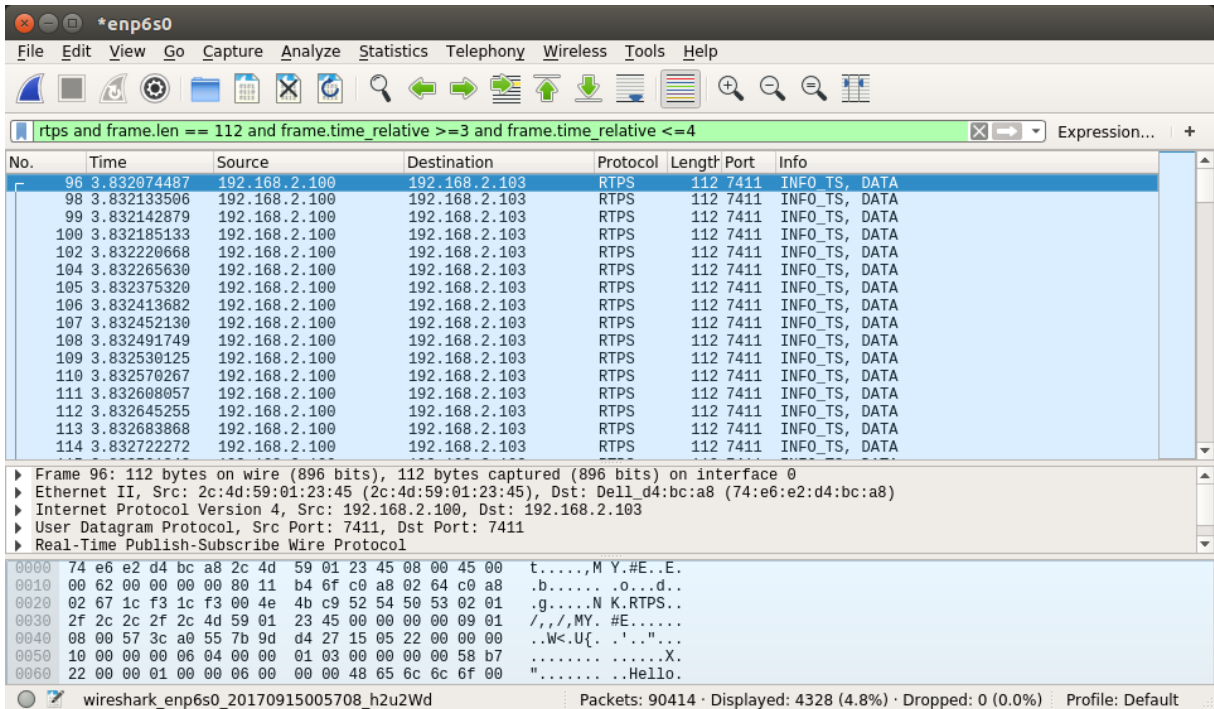 *enp6s0
File Edit View Go Capture Analyze Statistics Telephony Wireless Tools Help
rtps and frame.len == 112 and frame.time_relative >=3 and frame.time_relative <=4 Expression... +
No. Time Source Destination Protocol Length Port Info
96 3.832074487 192.168.2.100 192.168.2.103 RTPS 112 7411 INFO_TS, DATA
98 3.832133506 192.168.2.100 192.168.2.103 RTPS 112 7411 INFO_TS, DATA
99 3.832142879 192.168.2.100 192.168.2.103 RTPS 112 7411 INFO_TS, DATA
100 3.832185133 192.168.2.100 192.168.2.103 RTPS 112 7411 INFO_TS, DATA
102 3.832220668 192.168.2.100 192.168.2.103 RTPS 112 7411 INFO_TS, DATA
104 3.832265630 192.168.2.100 192.168.2.103 RTPS 112 7411 INFO_TS, DATA
105 3.832375320 192.168.2.100 192.168.2.103 RTPS 112 7411 INFO_TS, DATA
106 3.832413682 192.168.2.100 192.168.2.103 RTPS 112 7411 INFO_TS, DATA
107 3.832452130 192.168.2.100 192.168.2.103 RTPS 112 7411 INFO_TS, DATA
108 3.832491749 192.168.2.100 192.168.2.103 RTPS 112 7411 INFO_TS, DATA
109 3.832530125 192.168.2.100 192.168.2.103 RTPS 112 7411 INFO_TS, DATA
110 3.832570267 192.168.2.100 192.168.2.103 RTPS 112 7411 INFO_TS, DATA
111 3.832608057 192.168.2.100 192.168.2.103 RTPS 112 7411 INFO_TS, DATA
112 3.832645255 192.168.2.100 192.168.2.103 RTPS 112 7411 INFO_TS, DATA
113 3.832683868 192.168.2.100 192.168.2.103 RTPS 112 7411 INFO_TS, DATA
114 3.832722272 192.168.2.100 192.168.2.103 RTPS 112 7411 INFO_TS, DATA
Frame 96: 112 bytes on wire (896 bits), 112 bytes captured (896 bits) on interface 0
Ethernet II, Src: 2c:4d:59:01:23:45 (2c:4d:59:01:23:45), Dst: Dell_d4:bc:a8 (74:e6:e2:d4:bc:a8)
Internet Protocol Version 4, Src: 192.168.2.100, Dst: 192.168.2.103
User Datagram Protocol, Src Port: 7411, Dst Port: 7411
Real-Time Publish-Subscribe Wire Protocol
0000 74 e6 e2 d4 bc a8 2c 4d 59 01 23 45 08 00 45 00 t.....,M Y.#E..E.
0010 00 62 00 00 00 00 80 11 b4 6f c0 a8 02 64 c0 a8 .b...... .o...d..
0020 02 67 1c f3 1c f3 00 4e 4b c9 52 54 50 53 02 01 .g.....N K.RTPS..
0030 2f 2c 2c 2f 2c 4d 59 01 23 45 00 00 00 00 09 01 /,,/,MY. #E......
0040 08 00 57 3c a0 55 7b 9d d4 27 15 05 22 00 00 00 ..W<.U{. .'.."...
0050 10 00 00 00 06 04 00 00 01 03 00 00 00 00 58 b7 ........ ......X.
0060 22 00 00 01 00 00 06 00 00 00 48 65 6c 6c 6f 00 "....... ..Hello.
wireshark_enp6s0_20170915005708_h2u2Wd Packets: 90414 · Displayed: 4328 (4.8%) · Dropped: 0 (0.0%) Profile: Default